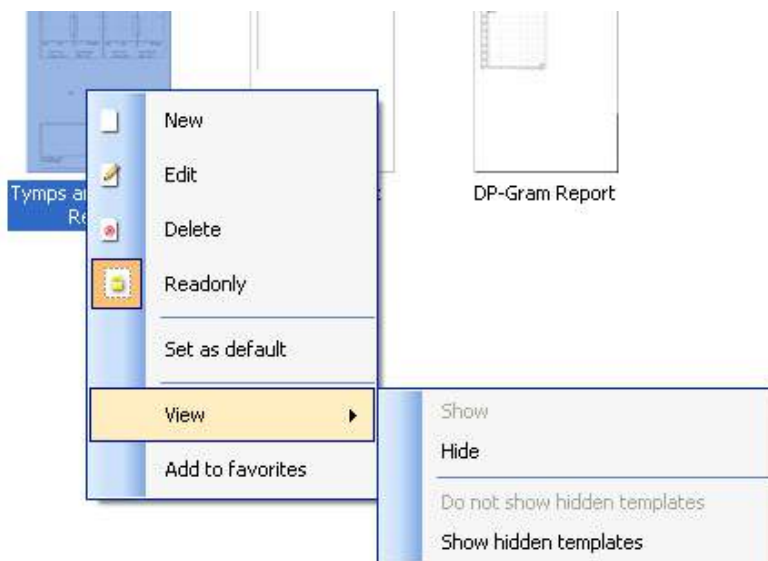 Tymps a
Re
DP-Gram Report
New
Edit
Delete
Readonly
Set as default
View
Add to favorites
Show
Hide
Do not show hidden templates
Show hidden templates